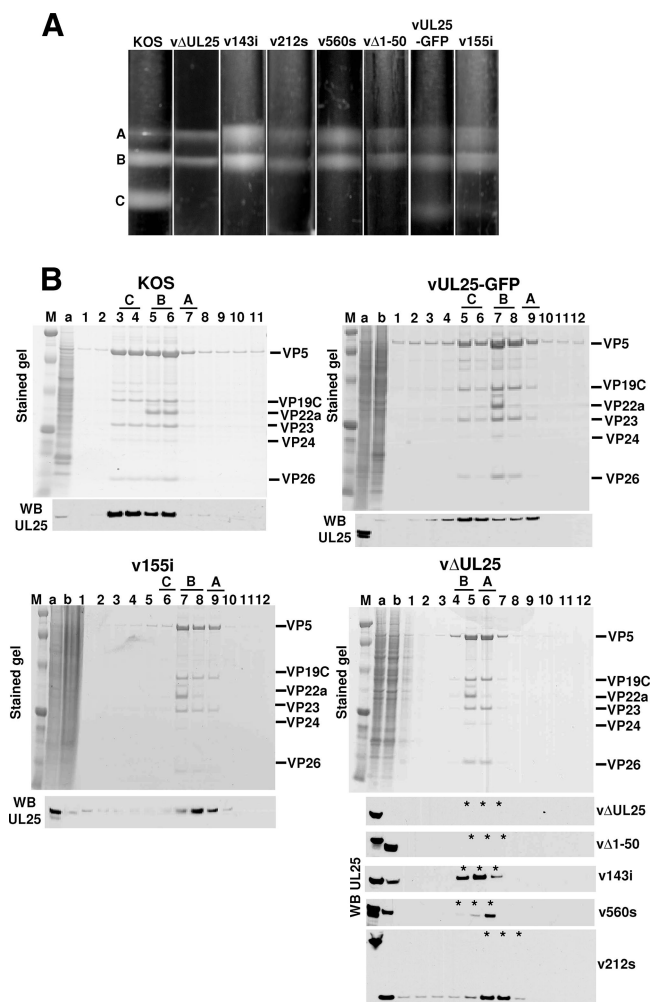 A
KOS vΔUL25 v143i v212s v560s vΔ1-50 vUL25-GFP v155i
A
B
C
B
KOS
C B A
M a 1 2 3 4 5 6 7 8 9 10 11
Stained gel
VP5
VP19C
VP22a
VP23
VP24
VP26
WB UL25
vUL25-GFP
C B A
M a b 1 2 3 4 5 6 7 8 9 10 11 12
Stained gel
VP5
VP19C
VP22a
VP23
VP24
VP26
WB UL25
v155i
C B A
M a b 1 2 3 4 5 6 7 8 9 10 11 12
Stained gel
VP5
VP19C
VP22a
VP23
VP24
VP26
WB UL25
vΔUL25
B A
M a b 1 2 3 4 5 6 7 8 9 10 11 12
Stained gel
VP5
VP19C
VP22a
VP23
VP24
VP26
WB UL25
* * * vΔUL25
* * * vΔ1-50
* * * v143i
* * * v560s
* * * v212s